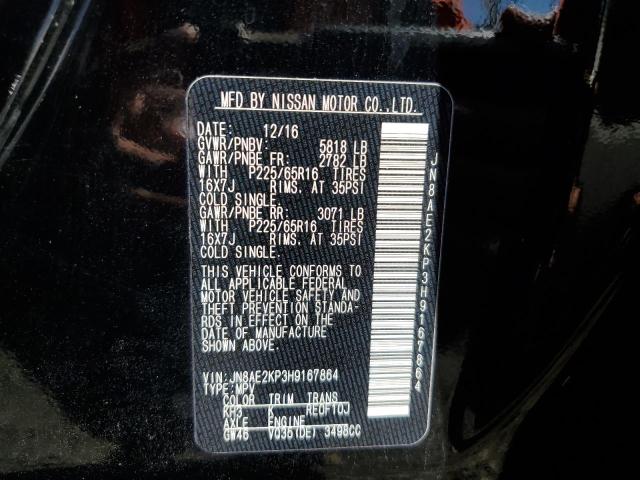 MFD BY NISSAN MOTOR CO.,LTD.
DATE: 12/16
GVWR/PNBV: 5818 LB
GAWR/PNBE FR: 2782 LB
WITH P225/65R16 TIRES
16X7J RIMS. AT 35PSI
COLD SINGLE.
GAWR/PNBE RR: 3071 LB
WITH P225/65R16 TIRES
16X7J RIMS. AT 35PSI
COLD SINGLE.
THIS VEHICLE CONFORMS TO
ALL APPLICABLE FEDERAL
MOTOR VEHICLE SAFETY AND
THEFT PREVENTION STANDA-
RDS IN EFFECT ON THE
DATE OF MANUFACTURE
SHOWN ABOVE.
VIN: JN8AE2KP3H9167864
TYPE: MPV
COLOR TRIM TRANS
KH3 K RE0F10J
AXLE ENGINE
GW46 VQ35(DE) 3498CC
JN8AE2KP3H9167864